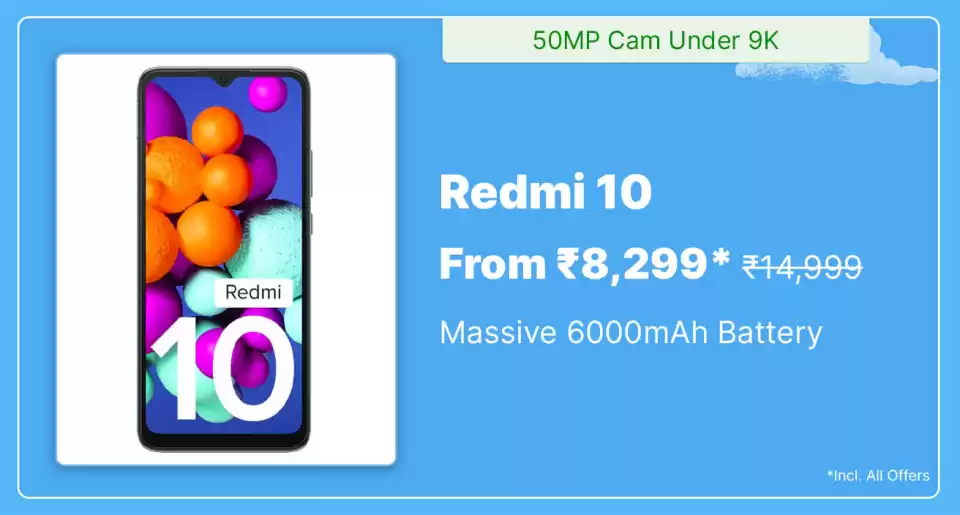 50MP Cam Under 9K
Redmi
10
Redmi 10
From ₹8,299* ₹14,999
Massive 6000mAh Battery
*Incl. All Offers